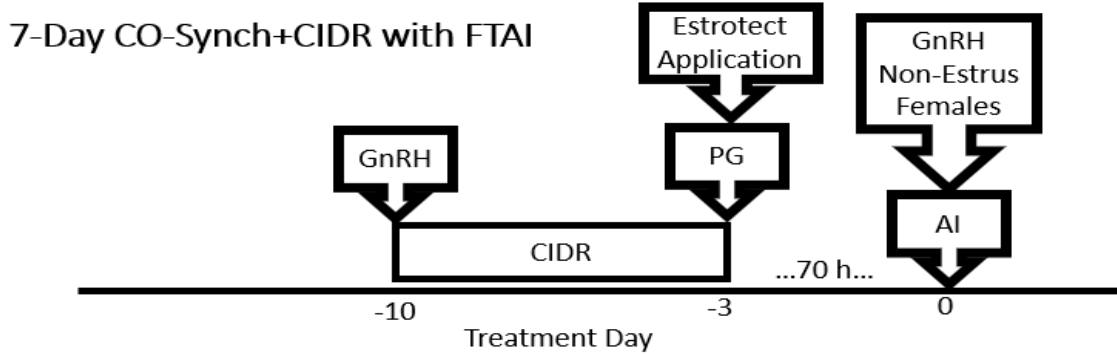 7-Day CO-Synch+CIDR with FTAI
Estrotect
Application
GnRH
Non-Estrus
Females
GnRH
PG
AI
CIDR
...70 h...
-10
-3
0
Treatment Day